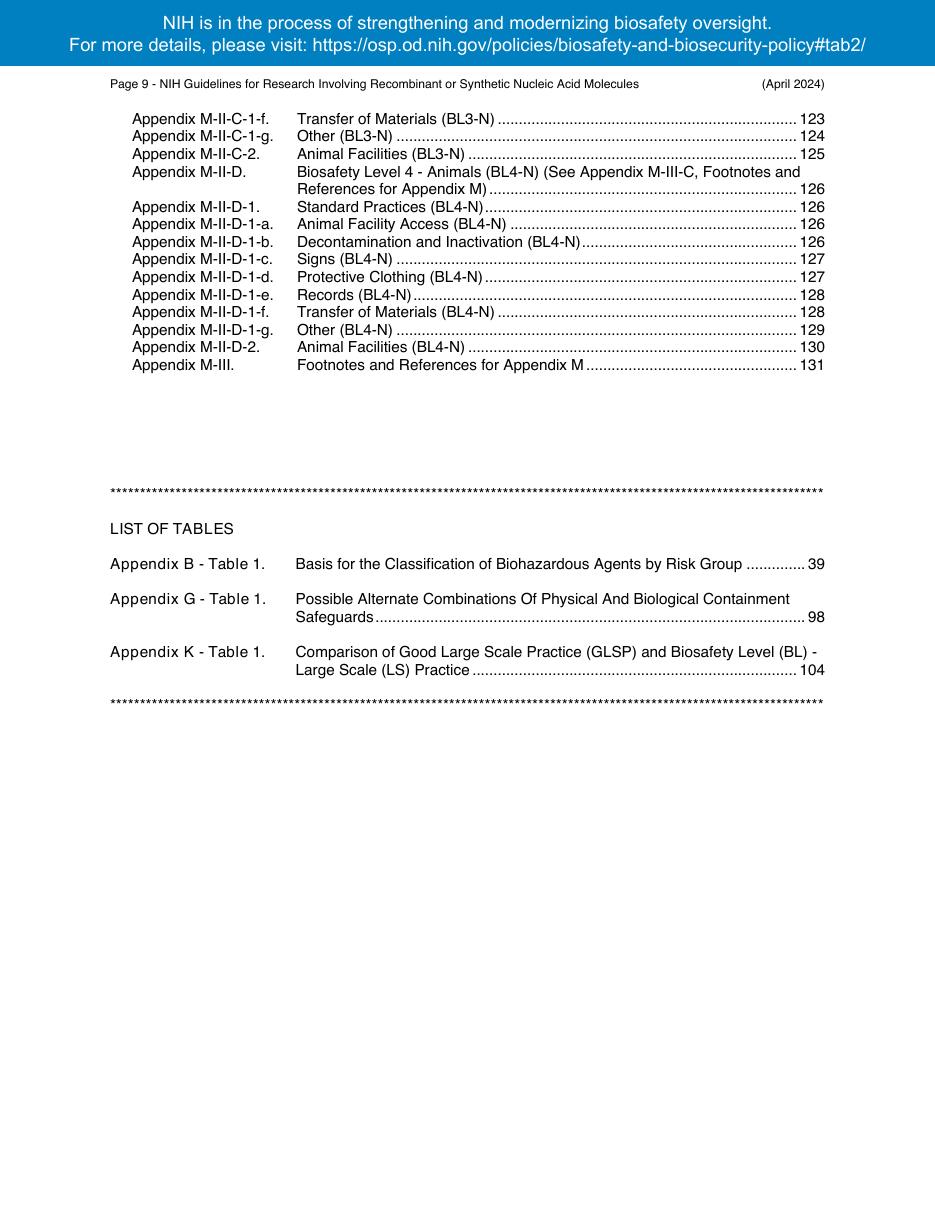 NIH is in the process of strengthening and modernizing biosafety oversight.
For more details, please visit: https://osp.od.nih.gov/policies/biosafety-and-biosecurity-policy#tab2/
Page 9 - NIH Guidelines for Research Involving Recombinant or Synthetic Nucleic Acid Molecules (April 2024)
Appendix M-II-C-1-f. Transfer of Materials (BL3-N) ........................................................................ 123
Appendix M-II-C-1-g. Other (BL3-N) ................................................................................................ 124
Appendix M-II-C-2. Animal Facilities (BL3-N) ............................................................................... 125
Appendix M-II-D. Biosafety Level 4 - Animals (BL4-N) (See Appendix M-III-C, Footnotes and
References for Appendix M) .......................................................................... 126
Appendix M-II-D-1. Standard Practices (BL4-N) ........................................................................... 126
Appendix M-II-D-1-a. Animal Facility Access (BL4-N) ..................................................................... 126
Appendix M-II-D-1-b. Decontamination and Inactivation (BL4-N) .................................................... 126
Appendix M-II-D-1-c. Signs (BL4-N) ................................................................................................ 127
Appendix M-II-D-1-d. Protective Clothing (BL4-N) ........................................................................... 127
Appendix M-II-D-1-e. Records (BL4-N) ............................................................................................ 128
Appendix M-II-D-1-f. Transfer of Materials (BL4-N) ........................................................................ 128
Appendix M-II-D-1-g. Other (BL4-N) ................................................................................................ 129
Appendix M-II-D-2. Animal Facilities (BL4-N) ............................................................................... 130
Appendix M-III. Footnotes and References for Appendix M ................................................... 131
************************************************************************************************************************
LIST OF TABLES
Appendix B - Table 1. Basis for the Classification of Biohazardous Agents by Risk Group .............. 39
Appendix G - Table 1. Possible Alternate Combinations Of Physical And Biological Containment
Safeguards ....................................................................................................... 98
Appendix K - Table 1. Comparison of Good Large Scale Practice (GLSP) and Biosafety Level (BL) -
Large Scale (LS) Practice .............................................................................. 104
************************************************************************************************************************